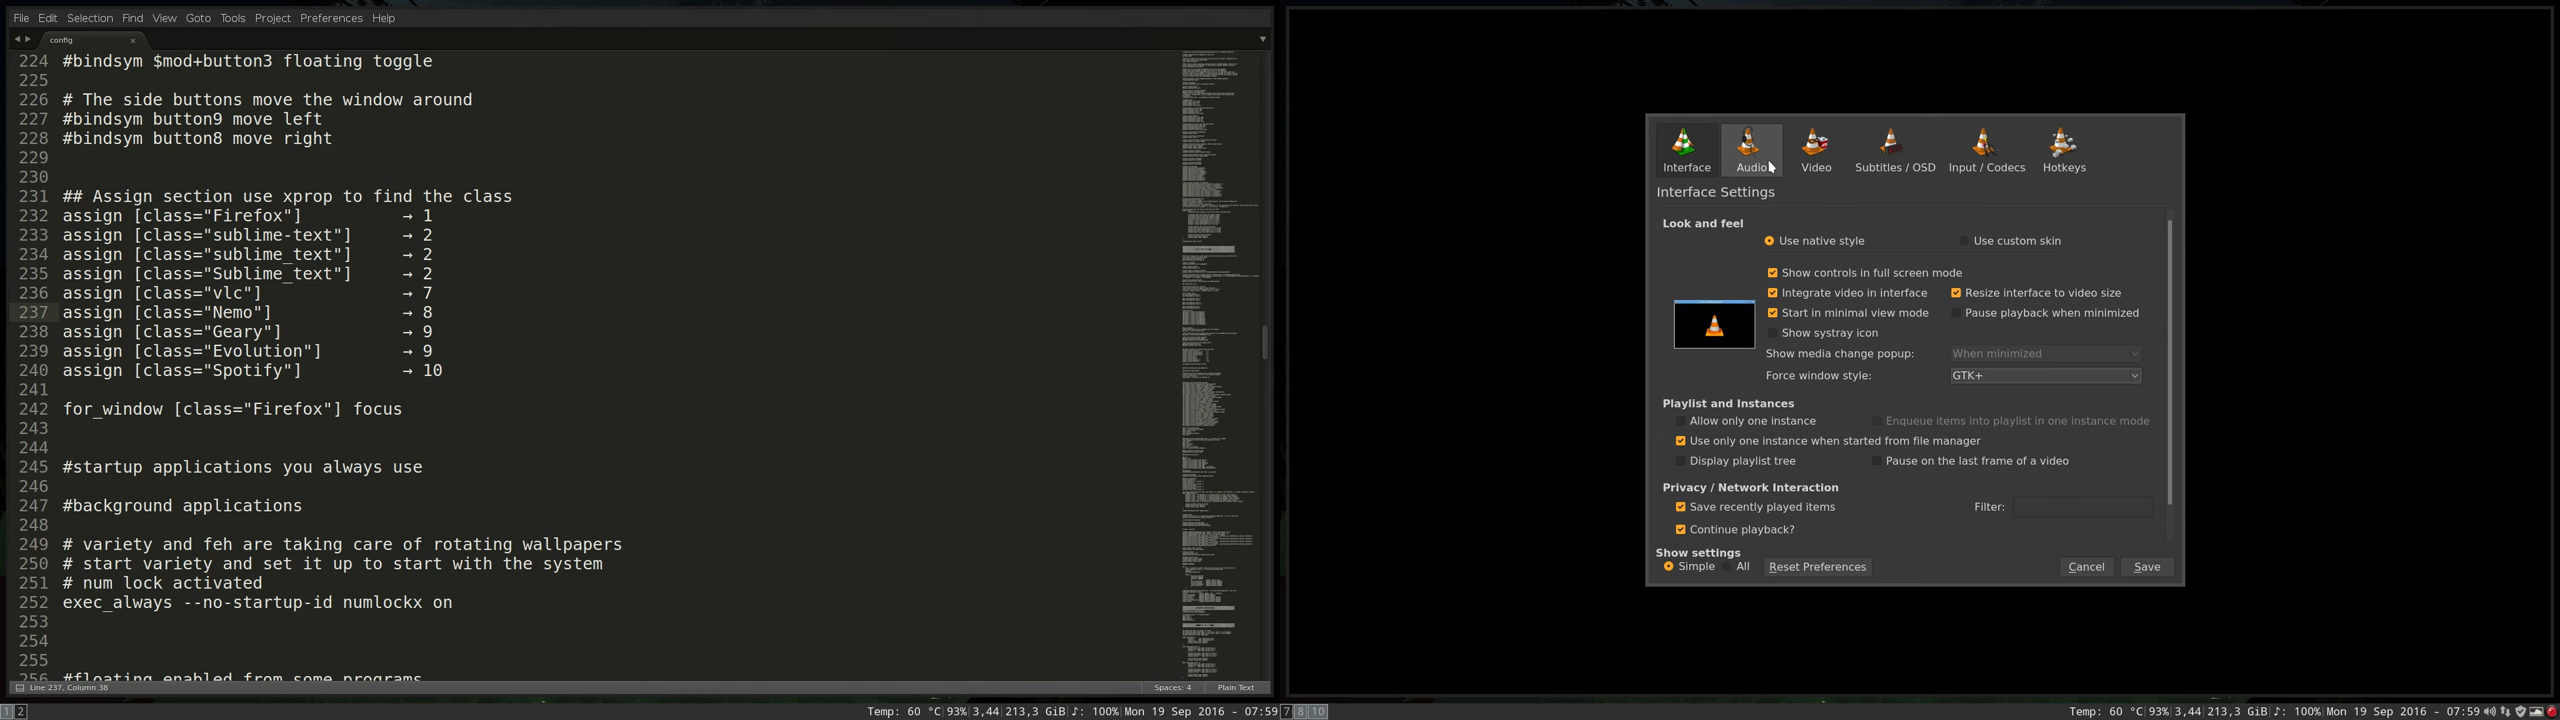 File Edit Selection Find View Goto Tools Project Preferences Help
config
224 #bindsym $mod+button3 floating toggle
225
226 # The side buttons move the window around
227 #bindsym button9 move left
228 #bindsym button8 move right
229
230
231 ## Assign section use xprop to find the class
232 assign [class="Firefox"] → 1
233 assign [class="sublime-text"] → 2
234 assign [class="sublime_text"] → 2
235 assign [class="Sublime_text"] → 2
236 assign [class="vlc"] → 7
237 assign [class="Nemo"] → 8
238 assign [class="Geary"] → 9
239 assign [class="Evolution"] → 9
240 assign [class="Spotify"] → 10
241
242 for_window [class="Firefox"] focus
243
244
245 #startup applications you always use
246
247 #background applications
248
249 # variety and feh are taking care of rotating wallpapers
250 # start variety and set it up to start with the system
251 # num lock activated
252 exec_always --no-startup-id numlockx on
253
254
255
256 #floating enabled from some programs
Line 237, Column 38 Spaces: 4 Plain Text
1 2 Temp: 60 °C 93% 3,44 213,3 GiB ♪: 100% Mon 19 Sep 2016 - 07:59
Interface Audio Video Subtitles / OSD Input / Codecs Hotkeys
Interface Settings
Look and feel
Use native style Use custom skin
Show controls in full screen mode
Integrate video in interface Resize interface to video size
Start in minimal view mode Pause playback when minimized
Show systray icon
Show media change popup: When minimized
Force window style: GTK+
Playlist and Instances
Allow only one instance Enqueue items into playlist in one instance mode
Use only one instance when started from file manager
Display playlist tree Pause on the last frame of a video
Privacy / Network Interaction
Save recently played items Filter:
Continue playback?
Show settings
Simple All Reset Preferences Cancel Save
7 8 10 Temp: 60 °C 93% 3,44 213,3 GiB ♪: 100% Mon 19 Sep 2016 - 07:59